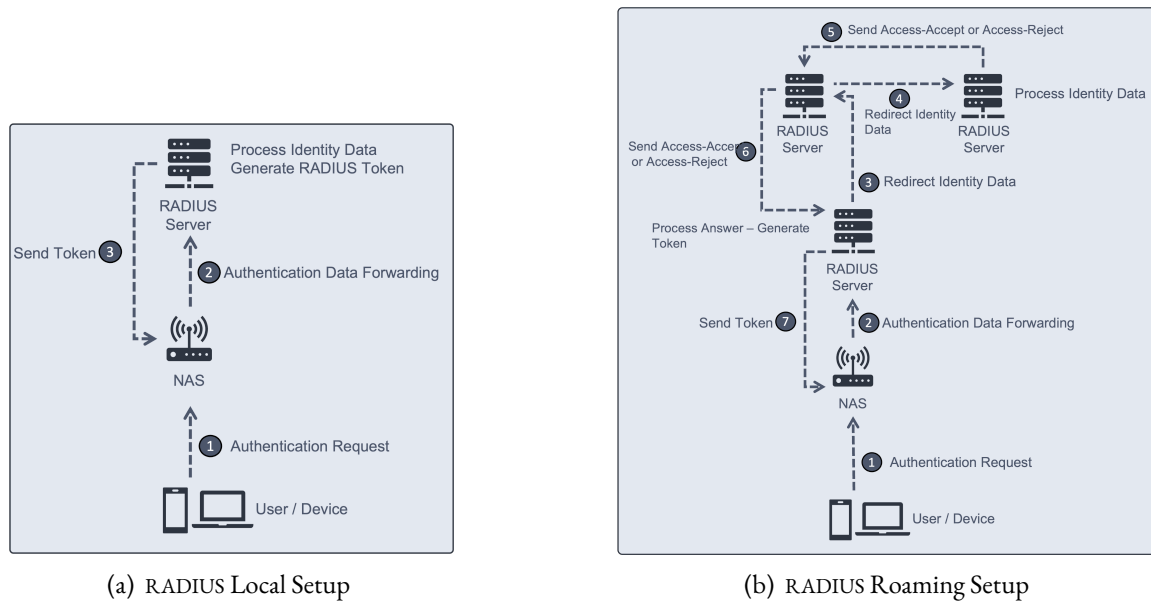 Process Identity Data
Generate RADIUS Token
RADIUS
Server
Send Token 3
2 Authentication Data Forwarding
NAS
1 Authentication Request
User / Device
(a) RADIUS Local Setup
5 Send Access-Accept or Access-Reject
Process Identity Data
4
Redirect Identity
Data
RADIUS
Server
RADIUS
Server
Send Access-Accep 6
or Access-Reject
3 Redirect Identity Data
Process Answer – Generate
Token
RADIUS
Server
Send Token 7
2 Authentication Data Forwarding
NAS
1 Authentication Request
User / Device
(b) RADIUS Roaming Setup